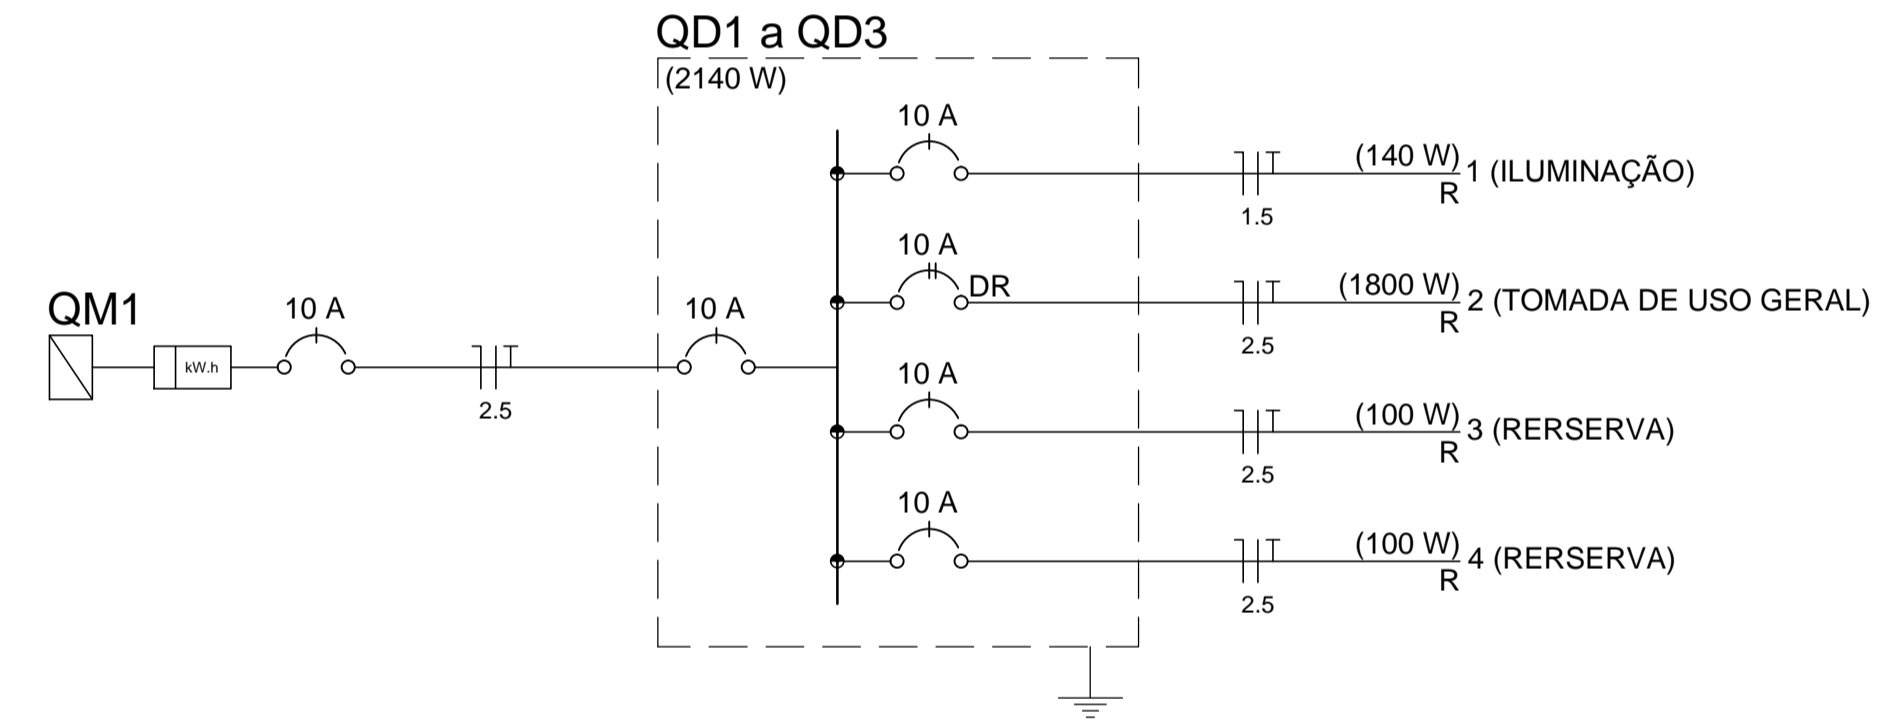 QD1 a QD3
(2140 W)
10 A
(140 W)
1 (ILUMINAÇÃO)
R
1.5
10 A
DR
(1800 W)
2 (TOMADA DE USO GERAL)
R
2.5
QM1
10 A
kW.h
2.5
10 A
10 A
(100 W)
3 (RERSERVA)
R
2.5
10 A
(100 W)
4 (RERSERVA)
R
2.5